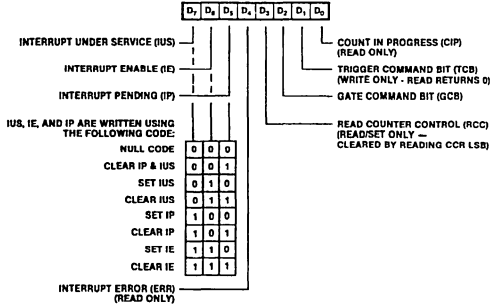 D7 D6 D5 D4 D3 D2 D1 D0
INTERRUPT UNDER SERVICE (IUS)
INTERRUPT ENABLE (IE)
INTERRUPT PENDING (IP)
IUS, IE, AND IP ARE WRITTEN USING
THE FOLLOWING CODE:
NULL CODE 0 0 0
CLEAR IP & IUS 0 0 1
SET IUS 0 1 0
CLEAR IUS 0 1 1
SET IP 1 0 0
CLEAR IP 1 0 1
SET IE 1 1 0
CLEAR IE 1 1 1
INTERRUPT ERROR (ERR)
(READ ONLY)
COUNT IN PROGRESS (CIP)
(READ ONLY)
TRIGGER COMMAND BIT (TCB)
(WRITE ONLY - READ RETURNS 0)
GATE COMMAND BIT (GCB)
READ COUNTER CONTROL (RCC)
(READ/SET ONLY —
CLEARED BY READING CCR LSB)